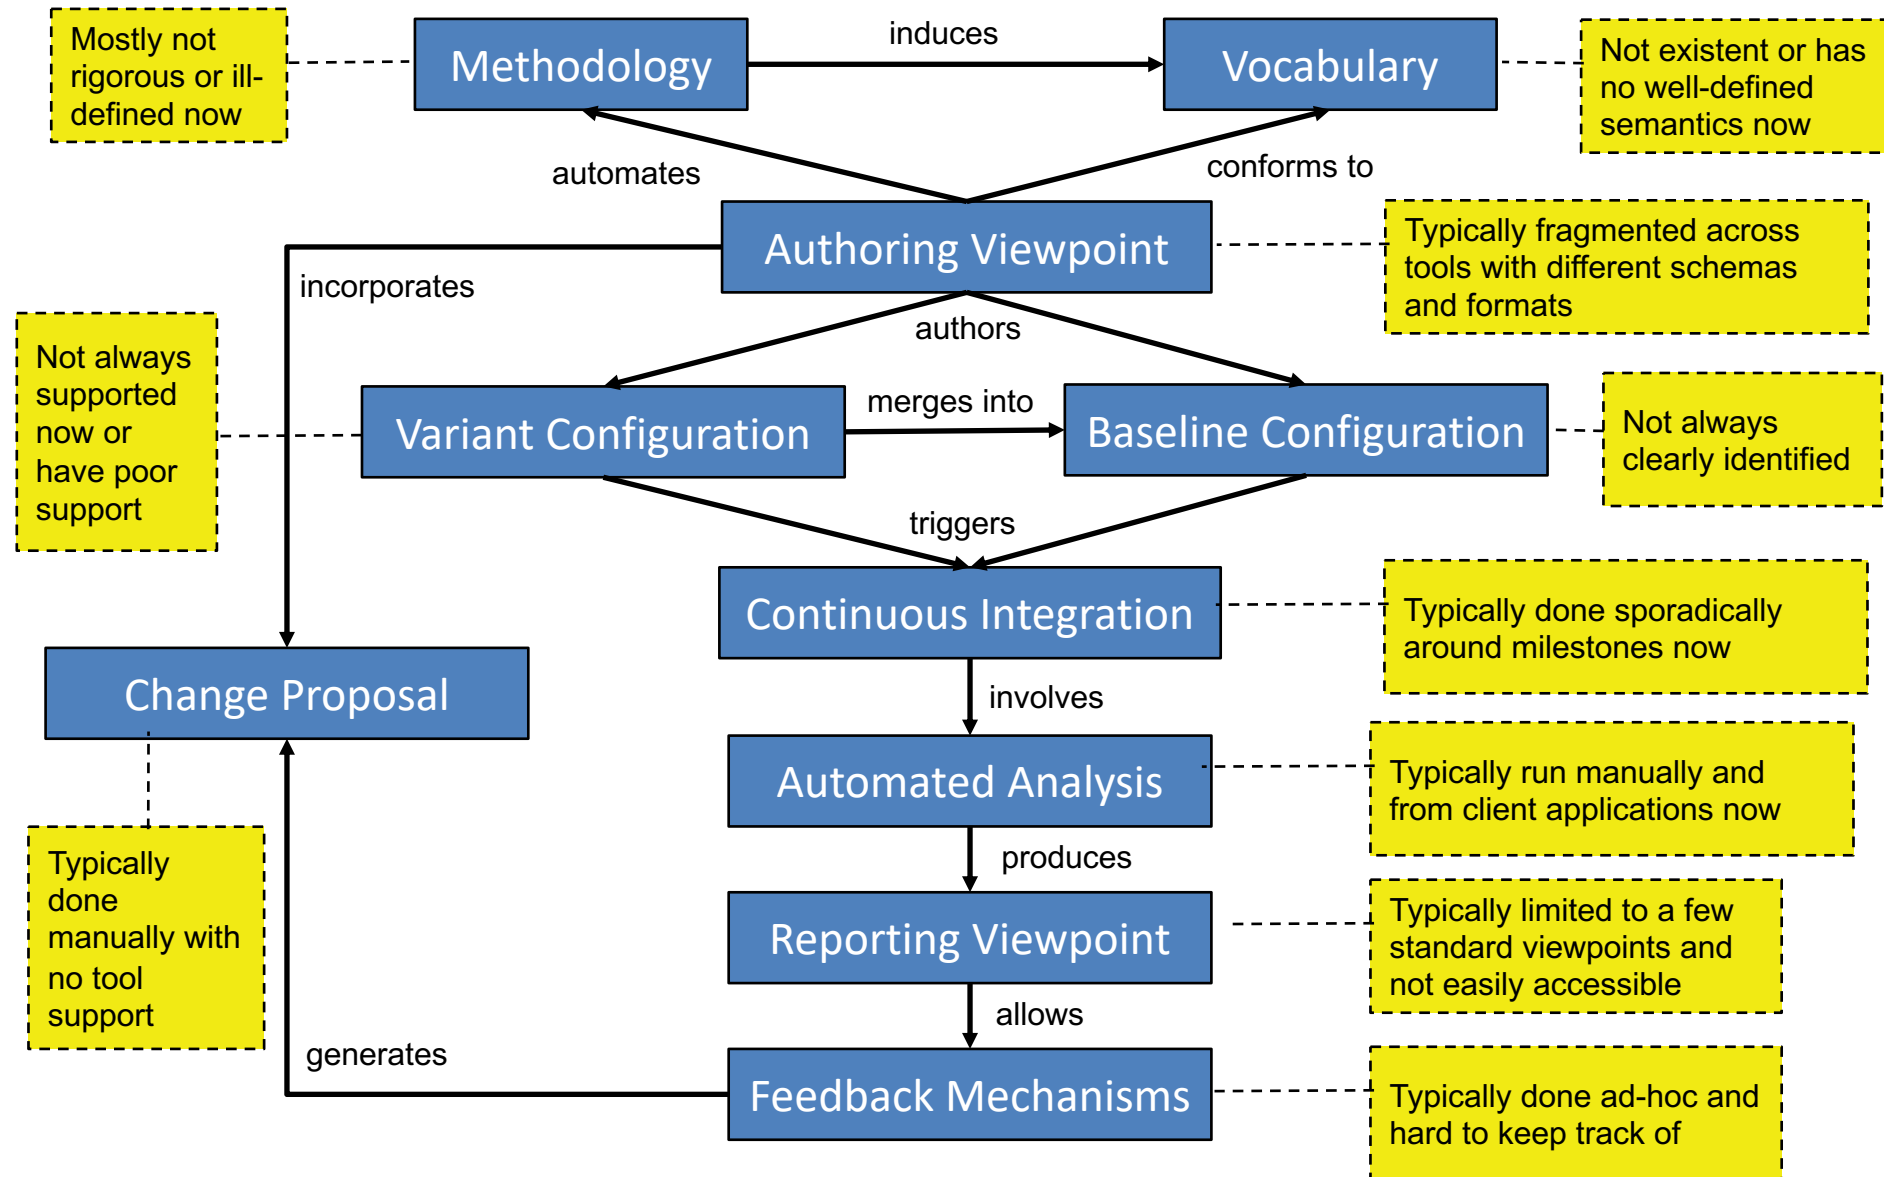 Mostly not
rigorous or ill-
defined now
Methodology
induces
Vocabulary
Not existent or has
no well-defined
semantics now
automates
conforms to
Authoring Viewpoint
Typically fragmented across
tools with different schemas
and formats
incorporates
authors
Not always
supported
now or
have poor
support
Variant Configuration
merges into
Baseline Configuration
Not always
clearly identified
triggers
Continuous Integration
Typically done sporadically
around milestones now
Change Proposal
involves
Automated Analysis
Typically run manually and
from client applications now
Typically
done
manually with
no tool
support
produces
Reporting Viewpoint
Typically limited to a few
standard viewpoints and
not easily accessible
allows
generates
Feedback Mechanisms
Typically done ad-hoc and
hard to keep track of